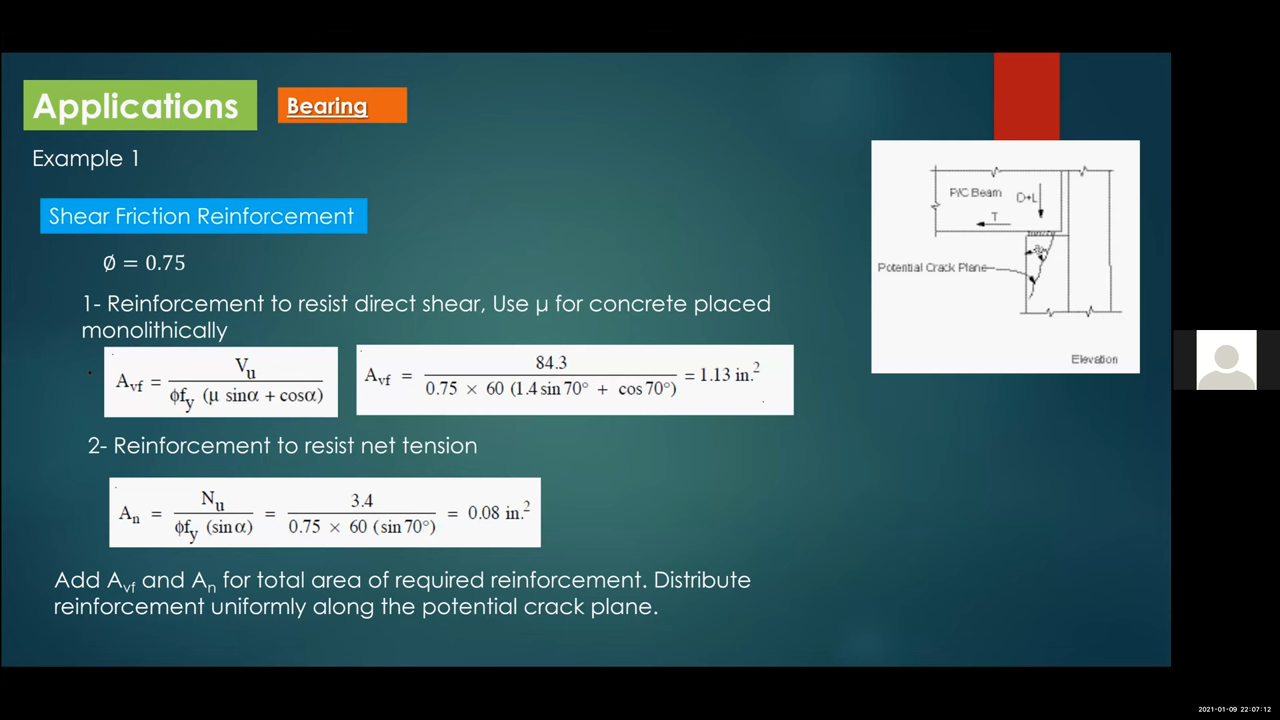 Applications
Bearing
Example 1
Shear Friction Reinforcement
∅ = 0.75
1- Reinforcement to resist direct shear, Use µ for concrete placed
monolithically
A_vf = V_u / ϕf_y (µ sinα + cosα)
A_vf = 84.3 / 0.75 × 60 (1.4 sin 70° + cos 70°) = 1.13 in.²
2- Reinforcement to resist net tension
A_n = N_u / ϕf_y (sin α) = 3.4 / 0.75 × 60 (sin 70°) = 0.08 in.²
Add A_vf and A_n for total area of required reinforcement. Distribute
reinforcement uniformly along the potential crack plane.
P/C Beam
D+L
T
Potential Crack Plane
Elevation
2021-01-09 22:07:12